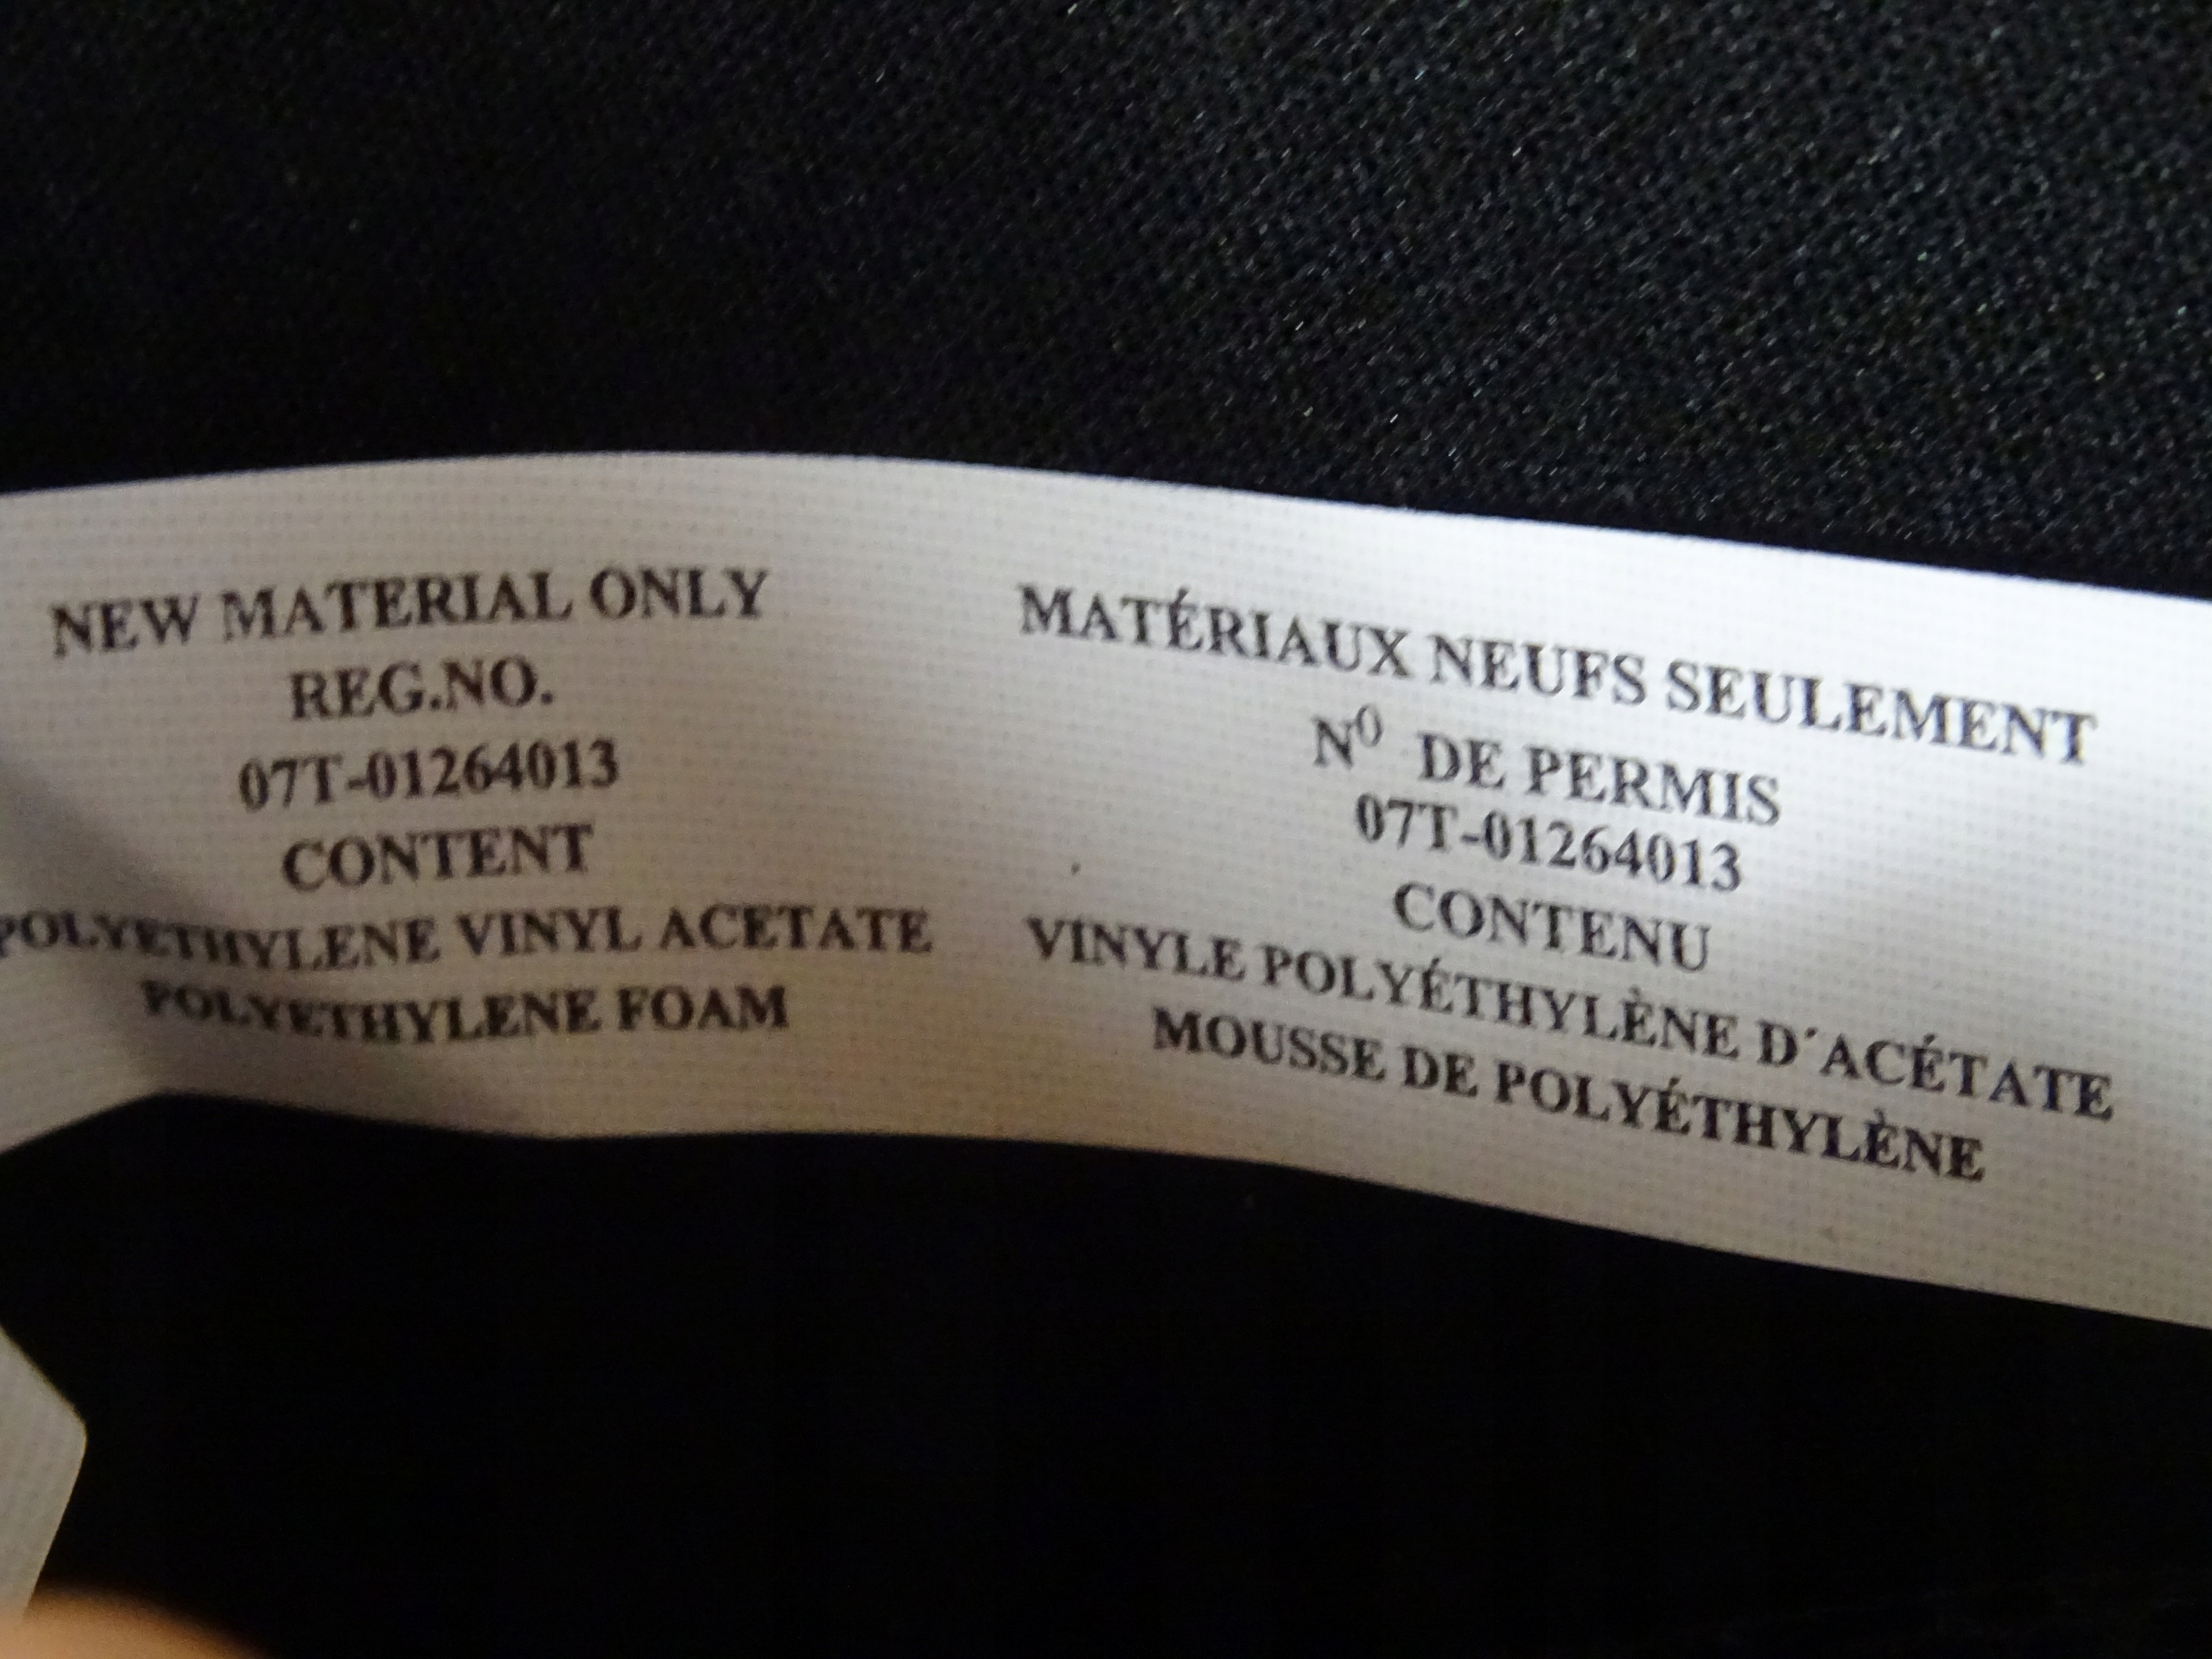 NEW MATERIAL ONLY
REG.NO.
07T-01264013
CONTENT
POLYETHYLENE VINYL ACETATE
POLYETHYLENE FOAM
MATÉRIAUX NEUFS SEULEMENT
N⁰ DE PERMIS
07T-01264013
CONTENU
VINYLE POLYÉTHYLÈNE D´ACÉTATE
MOUSSE DE POLYÉTHYLÈNE